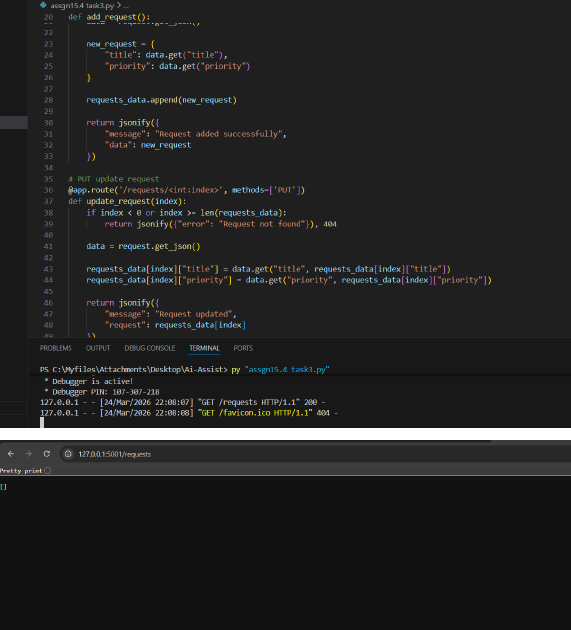 assgn15.4 task3.py > ...
20 def add_request():
22
23 new_request = {
24 "title": data.get("title"),
25 "priority": data.get("priority")
26 }
27
28 requests_data.append(new_request)
29
30 return jsonify({
31 "message": "Request added successfully",
32 "data": new_request
33 })
34
35 # PUT update request
36 @app.route('/requests/<int:index>', methods=['PUT'])
37 def update_request(index):
38 if index < 0 or index >= len(requests_data):
39 return jsonify({"error": "Request not found"}), 404
40
41 data = request.get_json()
42
43 requests_data[index]["title"] = data.get("title", requests_data[index]["title"])
44 requests_data[index]["priority"] = data.get("priority", requests_data[index]["priority"])
45
46 return jsonify({
47 "message": "Request updated",
48 "request": requests_data[index]
49 })
PROBLEMS OUTPUT DEBUG CONSOLE TERMINAL PORTS
PS C:\Myfiles\Attachments\Desktop\Ai-Assist> py "assgn15.4 task3.py"
* Debugger is active!
* Debugger PIN: 107-307-218
127.0.0.1 - - [24/Mar/2026 22:08:07] "GET /requests HTTP/1.1" 200 -
127.0.0.1 - - [24/Mar/2026 22:08:08] "GET /favicon.ico HTTP/1.1" 404 -
127.0.0.1:5001/requests
Pretty print
[]